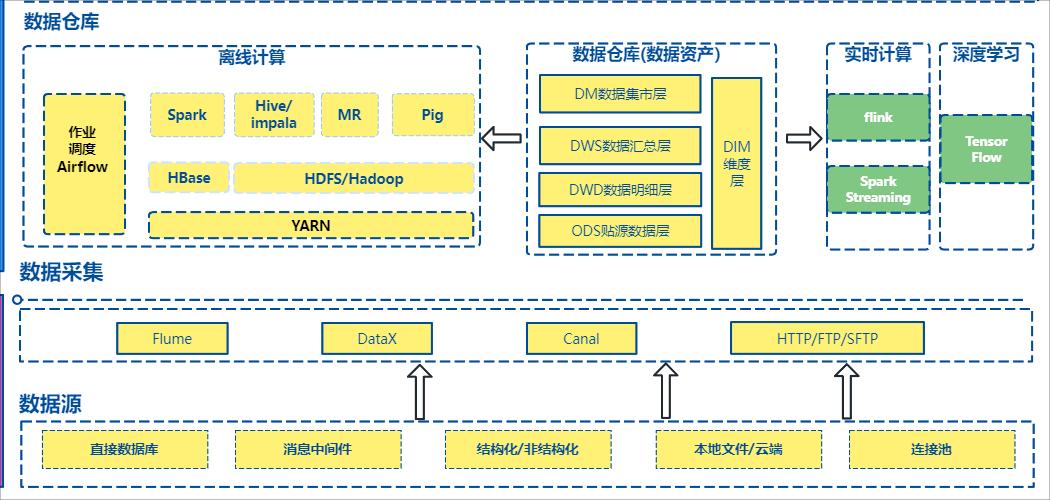 数据仓库
离线计算
作业
调度
Airflow
Spark
Hive/
impala
MR
Pig
HBase
HDFS/Hadoop
YARN
数据仓库(数据资产)
DM数据集市层
DWS数据汇总层
DWD数据明细层
ODS贴源数据层
DIM
维度
层
实时计算
flink
Spark
Streaming
深度学习
Tensor
Flow
数据采集
Flume
DataX
Canal
HTTP/FTP/SFTP
数据源
直接数据库
消息中间件
结构化/非结构化
本地文件/云端
连接池